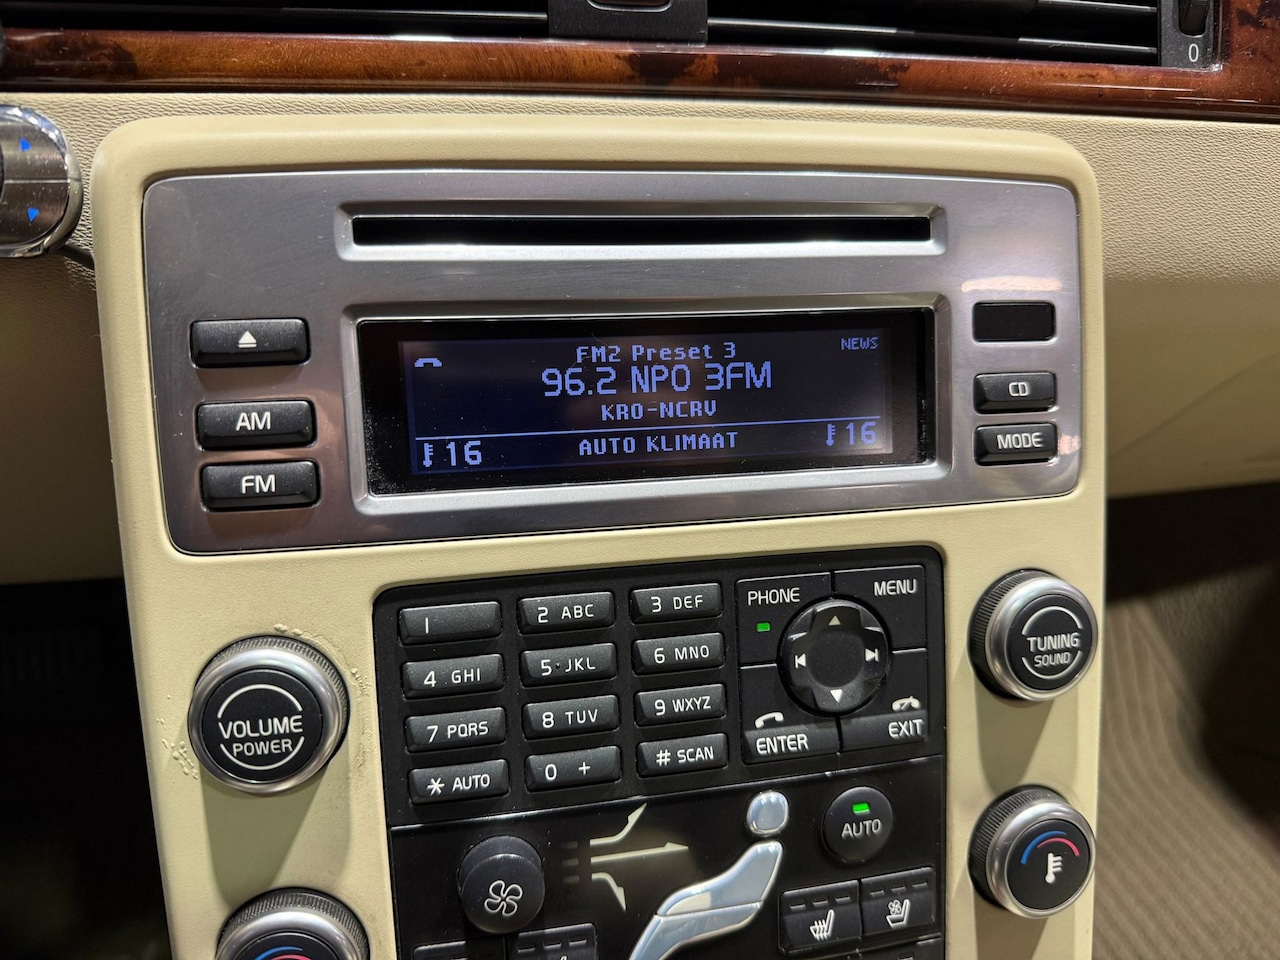 0
FM2 Preset 3
NEWS
96.2 NPO 3FM
KRO-NCRV
16 AUTO KLIMAAT 16
AM
FM
CD
MODE
1
2 ABC
3 DEF
4 GHI
5 JKL
6 MNO
7 PQRS
8 TUV
9 WXYZ
* AUTO
0 +
# SCAN
PHONE
MENU
ENTER
EXIT
VOLUME
POWER
TUNING
SOUND
AUTO